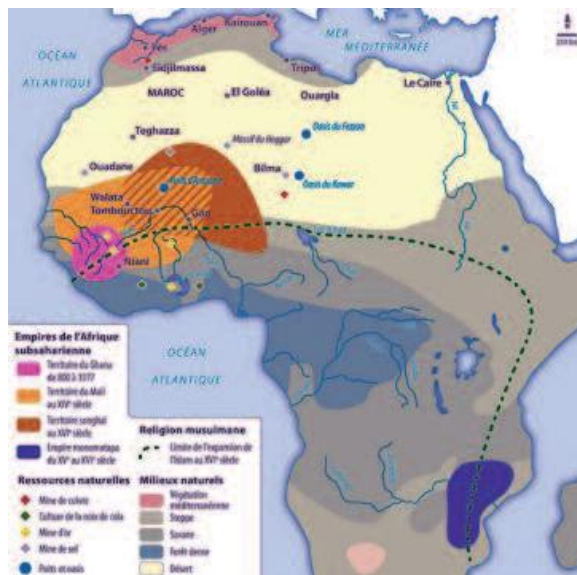 Alger
Kairouan
Fès
MER
MÉDITERRANÉE
OCÉAN
ATLANTIQUE
Sidjilmassa
Tripoli
MAROC
El Goléa
Ouargla
Le Caire
Nil
Teghazza
Massif du Hoggar
Oasis du Fezzan
Ouadane
Bilma
Oasis du Kawar
Walata
Tombouctou
Gao
Niani
OCÉAN
ATLANTIQUE
Empires de l'Afrique
subsaharienne
Territoire du Ghana
Territoire du Mali
au XIVᵉ siècle
Territoire songhaï
au XVIᵉ siècle
Empire monomotapa
du XVᵉ au XVIᵉ siècle
Religion musulmane
Limite de l'expansion de
l'Islam au XVIᵉ siècle
Ressources naturelles
Mine de cuivre
Culture de la noix de cola
Mine d'or
Mine de sel
Puits et oasis
Milieux naturels
Végétation
méditerranéenne
Steppe
Savane
Forêt dense
Désert